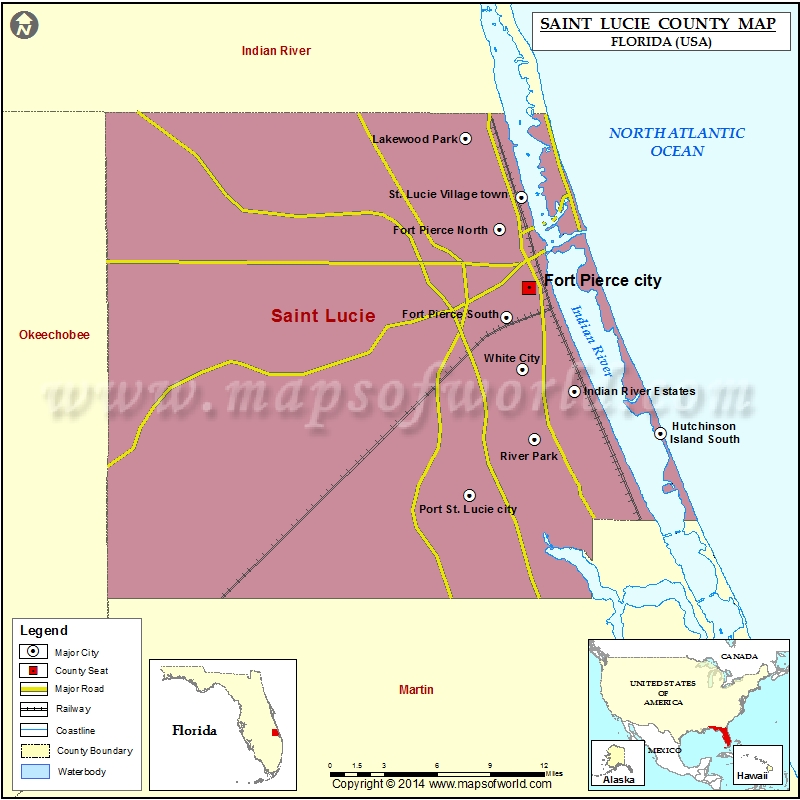 N
SAINT LUCIE COUNTY MAP
FLORIDA (USA)
Indian River
NORTH ATLANTIC
OCEAN
Lakewood Park
St. Lucie Village town
Fort Pierce North
Fort Pierce city
Saint Lucie
Fort Pierce South
Okeechobee
Indian River
White City
www.mapsofworld.com
Indian River Estates
Hutchinson
Island South
River Park
Port St. Lucie city
Martin
Legend
Major City
County Seat
Major Road
Railway
Coastline
County Boundary
Waterbody
Florida
CANADA
UNITED STATES
OF
AMERICA
MEXICO
Alaska
Hawaii
0 1.5 3 6 9 12
Miles
Copyright © 2014 www.mapsofworld.com